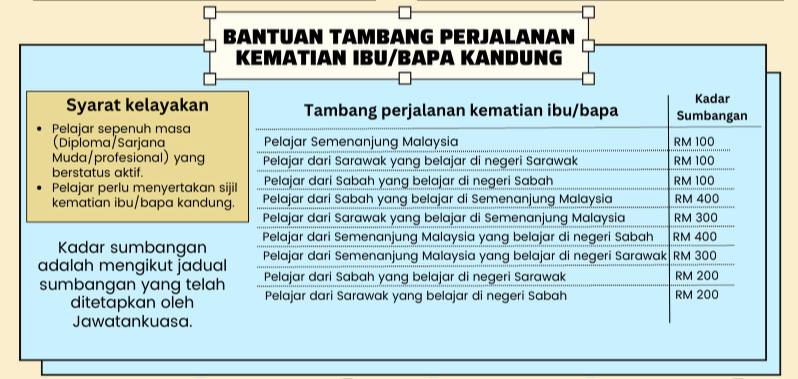 BANTUAN TAMBANG PERJALANAN
KEMATIAN IBU/BAPA KANDUNG
Syarat kelayakan
• Pelajar sepenuh masa
(Diploma/Sarjana
Muda/profesional) yang
berstatus aktif.
• Pelajar perlu menyertakan sijil
kematian ibu/bapa kandung.
Kadar sumbangan
adalah mengikut jadual
sumbangan yang telah
ditetapkan oleh
Jawatankuasa.
Tambang perjalanan kematian ibu/bapa
Kadar
Sumbangan
Pelajar Semenanjung Malaysia RM 100
Pelajar dari Sarawak yang belajar di negeri Sarawak RM 100
Pelajar dari Sabah yang belajar di negeri Sabah RM 100
Pelajar dari Sabah yang belajar di Semenanjung Malaysia RM 400
Pelajar dari Sarawak yang belajar di Semenanjung Malaysia RM 300
Pelajar dari Semenanjung Malaysia yang belajar di negeri Sabah RM 400
Pelajar dari Semenanjung Malaysia yang belajar di negeri Sarawak RM 300
Pelajar dari Sabah yang belajar di negeri Sarawak RM 200
Pelajar dari Sarawak yang belajar di negeri Sabah RM 200